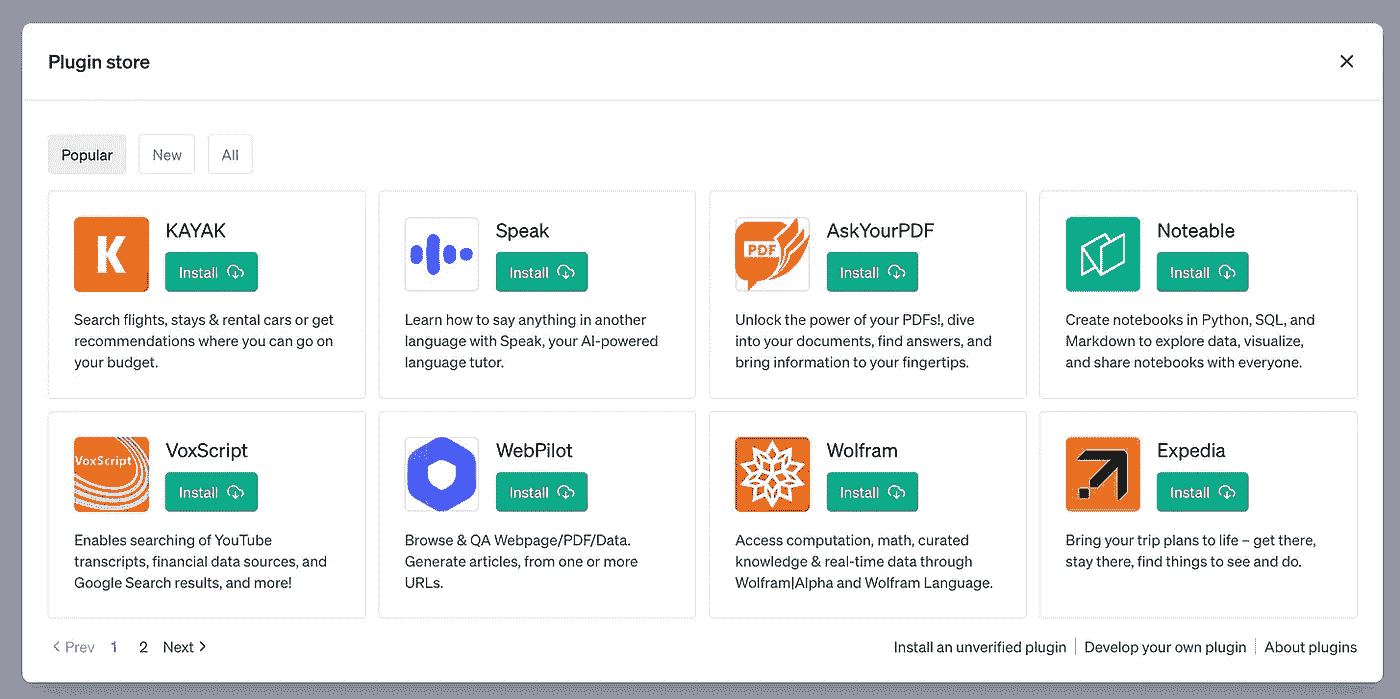 Plugin store
Popular
New
All
K
KAYAK
Install
Search flights, stays & rental cars or get
recommendations where you can go on
your budget.
Speak
Install
Learn how to say anything in another
language with Speak, your AI-powered
language tutor.
PDF
AskYourPDF
Install
Unlock the power of your PDFs!, dive
into your documents, find answers, and
bring information to your fingertips.
Noteable
Install
Create notebooks in Python, SQL, and
Markdown to explore data, visualize,
and share notebooks with everyone.
VoxScript
VoxScript
Install
Enables searching of YouTube
transcripts, financial data sources, and
Google Search results, and more!
WebPilot
Install
Browse & QA Webpage/PDF/Data.
Generate articles, from one or more
URLs.
Wolfram
Install
Access computation, math, curated
knowledge & real-time data through
Wolfram|Alpha and Wolfram Language.
Expedia
Install
Bring your trip plans to life – get there,
stay there, find things to see and do.
Prev 1 2 Next
Install an unverified plugin
Develop your own plugin
About plugins